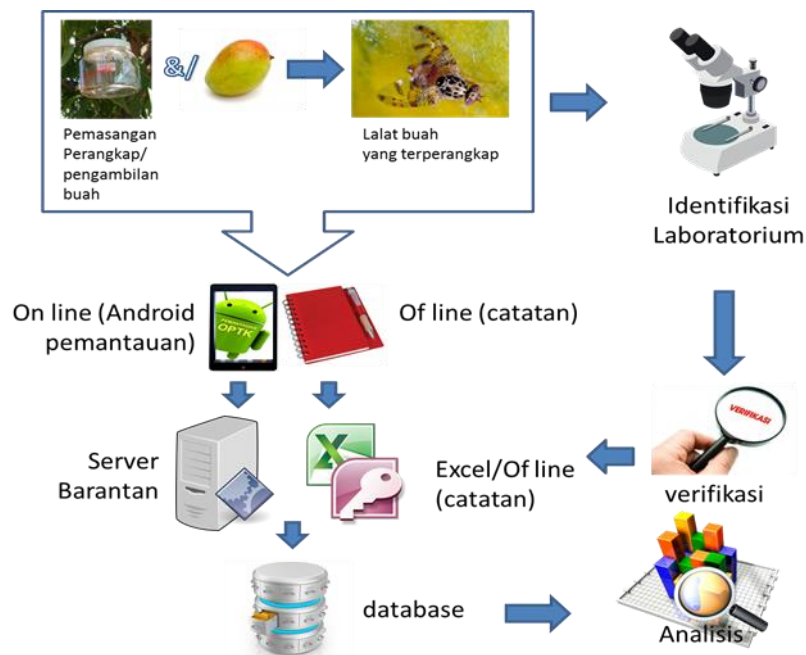 &/
Pemasangan
Perangkap/
pengambilan
buah
Lalat buah
yang terperangkap
Identifikasi
Laboratorium
On line (Android
pemantauan)
OPTK
Of line (catatan)
Server
Barantan
Excel/Of line
(catatan)
VERIFIKASI
verifikasi
database
Analisis